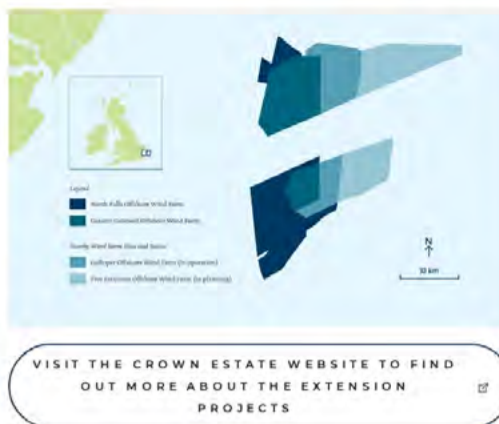 Legend
North Falls Offshore Wind Farm
Greater Gabbard Offshore Wind Farm
Nearby Wind Farm Sites and Status
Galloper Offshore Wind Farm (in operation)
Five Estuaries Offshore Wind Farm (in planning)
N
10 km
VISIT THE CROWN ESTATE WEBSITE TO FIND
OUT MORE ABOUT THE EXTENSION
PROJECTS